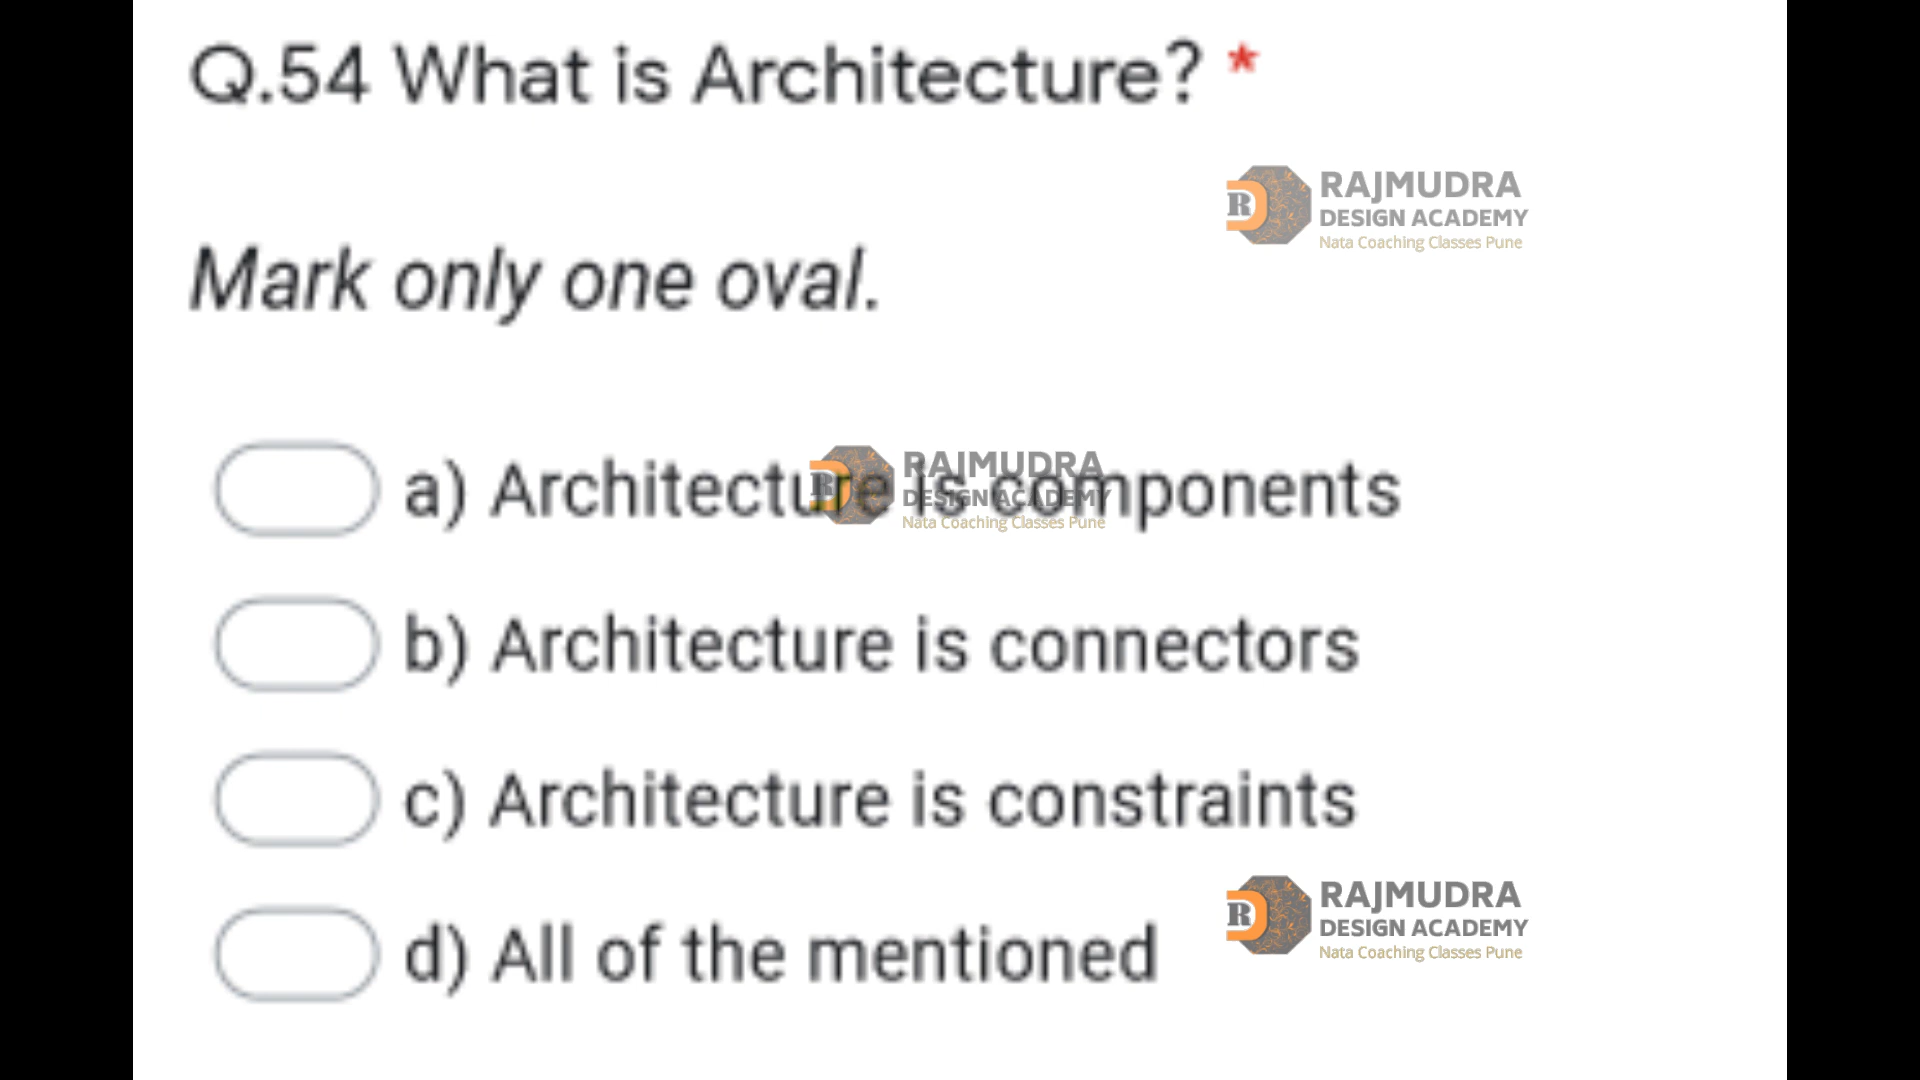 Q.54 What is Architecture? *
RAJMUDRA
DESIGN ACADEMY
Nata Coaching Classes Pune
Mark only one oval.
a) Architecture is components
RAJMUDRA
DESIGN ACADEMY
Nata Coaching Classes Pune
b) Architecture is connectors
c) Architecture is constraints
d) All of the mentioned
RAJMUDRA
DESIGN ACADEMY
Nata Coaching Classes Pune